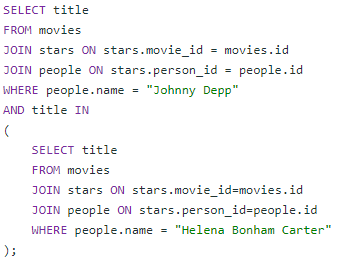 SELECT title
FROM movies
JOIN stars ON stars.movie_id = movies.id
JOIN people ON stars.person_id = people.id
WHERE people.name = "Johnny Depp"
AND title IN
(
    SELECT title
    FROM movies
    JOIN stars ON stars.movie_id=movies.id
    JOIN people ON stars.person_id=people.id
    WHERE people.name = "Helena Bonham Carter"
);